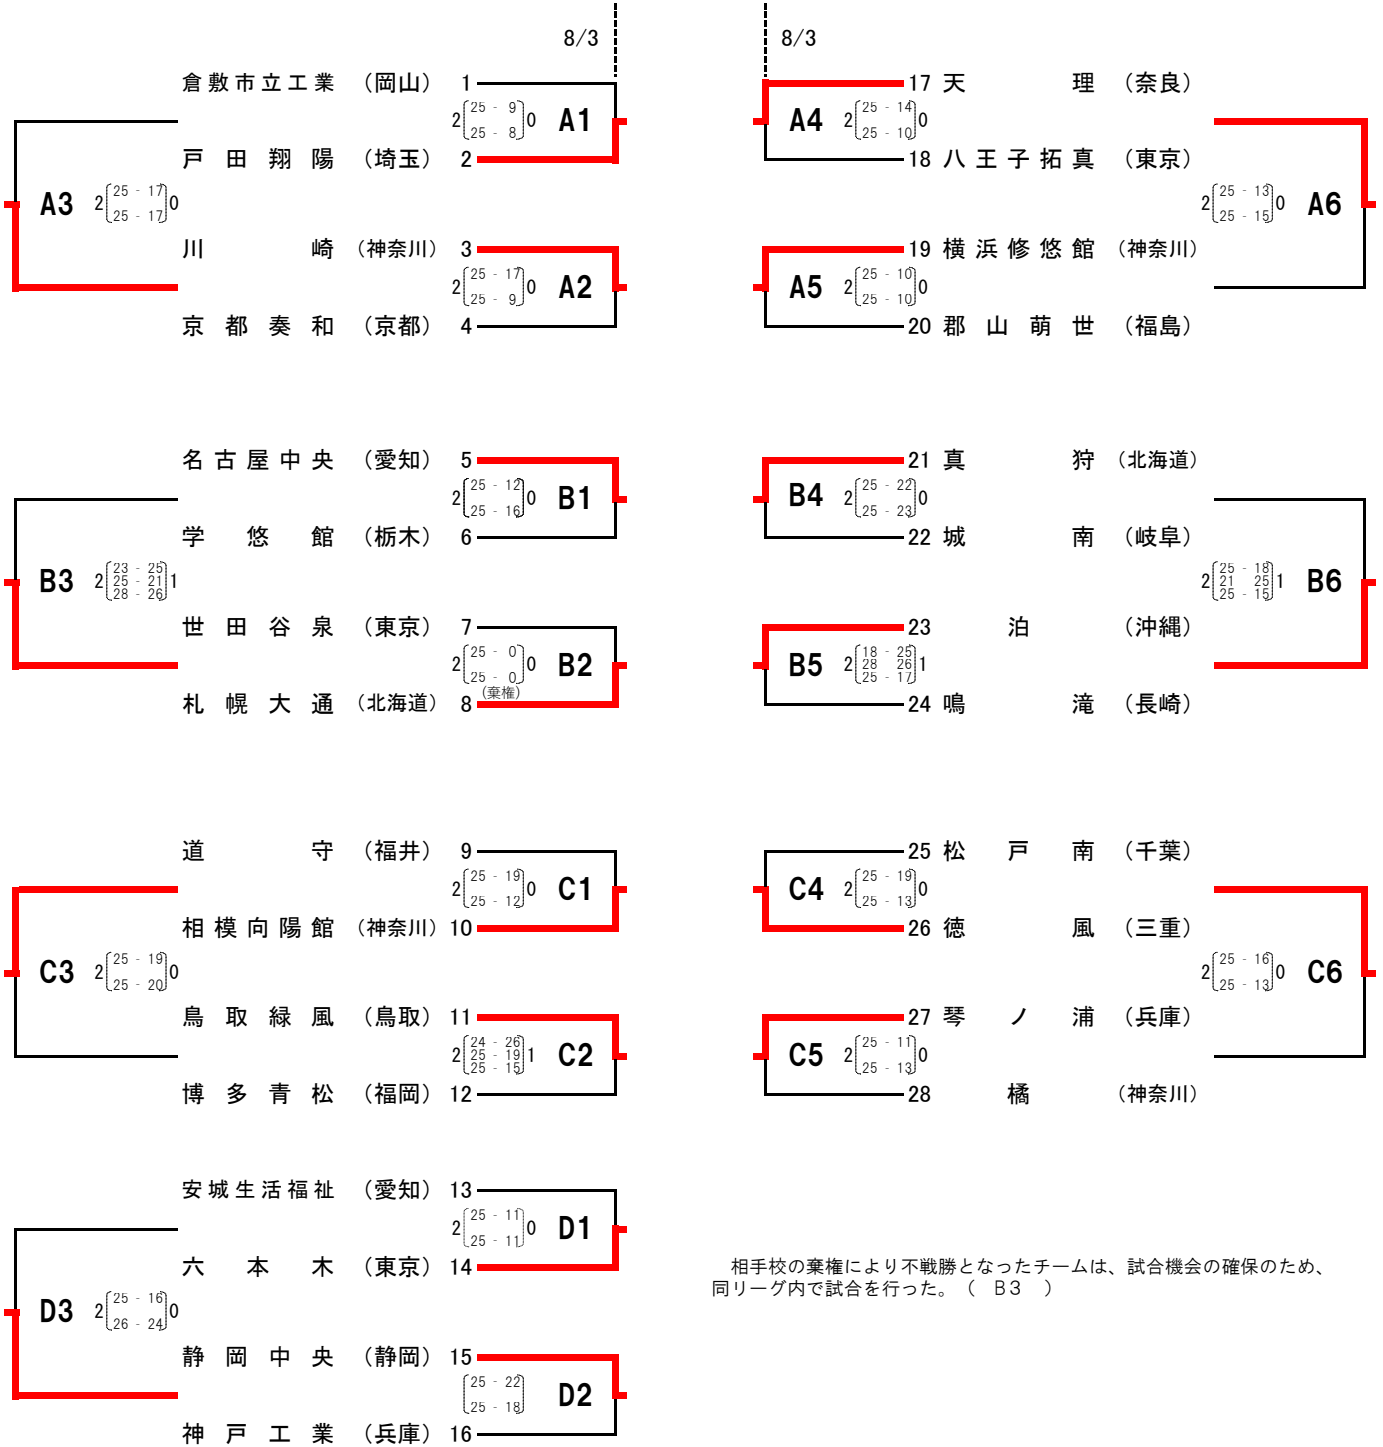 8/3
8/3
倉敷市立工業 （岡山） 1
2 25 - 9 0 A1
25 - 8
戸田翔陽 （埼玉） 2
A3 2 25 - 17 0
25 - 17
川崎 （神奈川） 3
2 25 - 17 0 A2
25 - 9
京都奏和 （京都） 4
17 天理 （奈良）
A4 2 25 - 14 0
25 - 10
18 八王子拓真 （東京）
2 25 - 13 0 A6
25 - 15
19 横浜修悠館 （神奈川）
A5 2 25 - 10 0
25 - 10
20 郡山萌世 （福島）
名古屋中央 （愛知） 5
2 25 - 12 0 B1
25 - 16
学悠館 （栃木） 6
B3 2 23 - 25 1
25 - 21
28 - 26
世田谷泉 （東京） 7
2 25 - 0 0 B2
25 - 0
（棄権）
札幌大通 （北海道） 8
21 真狩 （北海道）
B4 2 25 - 22 0
25 - 23
22 城南 （岐阜）
2 25 - 18 1 B6
21 25
25 - 15
23 泊 （沖縄）
B5 2 18 - 25 1
28 26
25 - 17
24 鳴滝 （長崎）
道守 （福井） 9
2 25 - 19 0 C1
25 - 12
相模向陽館 （神奈川） 10
C3 2 25 - 19 0
25 - 20
鳥取緑風 （鳥取） 11
2 24 - 26 1 C2
25 - 19
25 - 15
博多青松 （福岡） 12
25 松戸南 （千葉）
C4 2 25 - 19 0
25 - 13
26 徳風 （三重）
2 25 - 16 0 C6
25 - 13
27 琴ノ浦 （兵庫）
C5 2 25 - 11 0
25 - 13
28 橘 （神奈川）
安城生活福祉 （愛知） 13
2 25 - 11 0 D1
25 - 11
六本木 （東京） 14
D3 2 25 - 16 0
26 - 24
静岡中央 （静岡） 15
25 - 22 D2
25 - 18
神戸工業 （兵庫） 16
相手校の棄権により不戦勝となったチームは、試合機会の確保のため、
同リーグ内で試合を行った。（ B3 ）